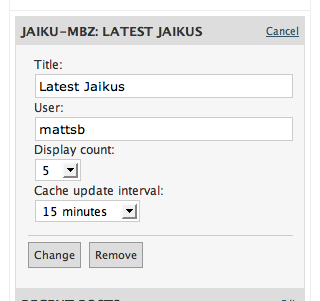 JAIKU-MBZ: LATEST JAIKUS Cancel
Title:
Latest Jaikus
User:
mattsb
Display count:
5
Cache update interval:
15 minutes
Change Remove